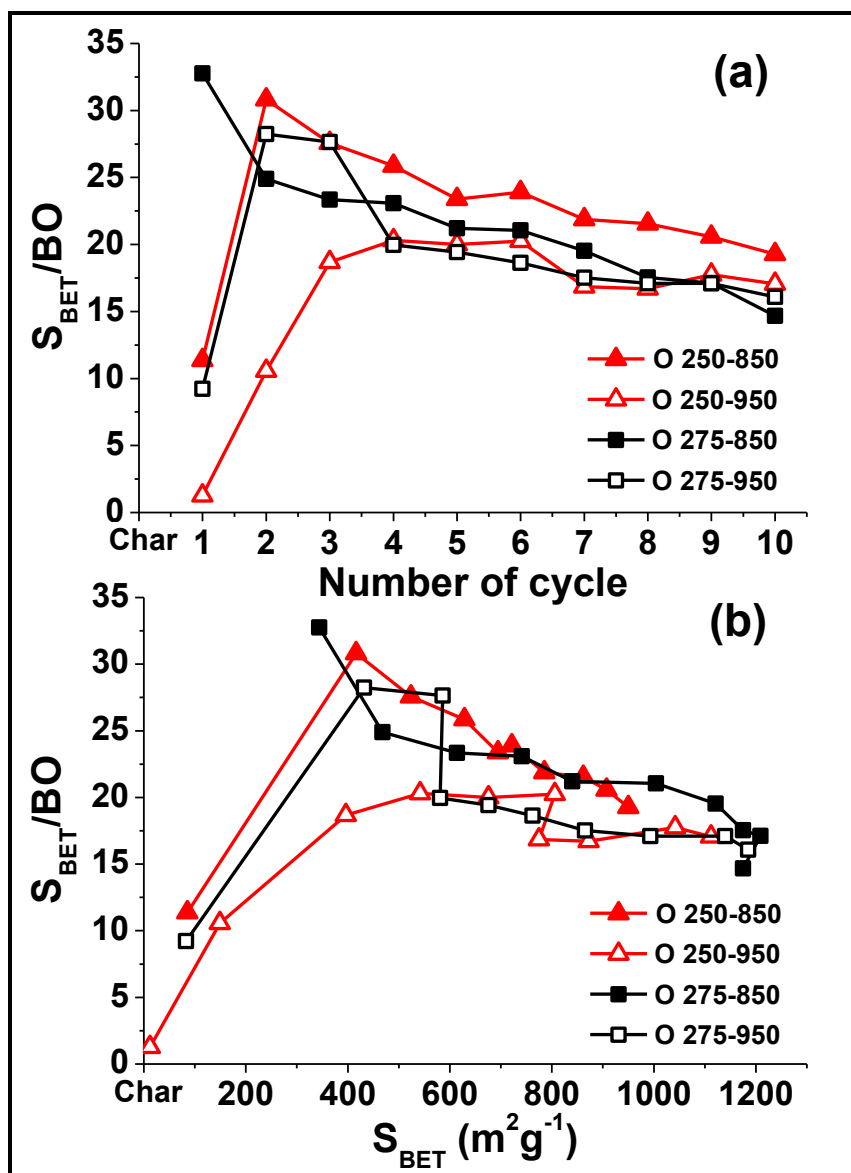 (a)
S_BET/BO
35
30
25
20
15
10
5
0
O 250-850
O 250-950
O 275-850
O 275-950
Char 1 2 3 4 5 6 7 8 9 10
Number of cycle
(b)
S_BET/BO
35
30
25
20
15
10
5
0
O 250-850
O 250-950
O 275-850
O 275-950
Char 200 400 600 800 1000 1200
S_BET (m²g⁻¹)